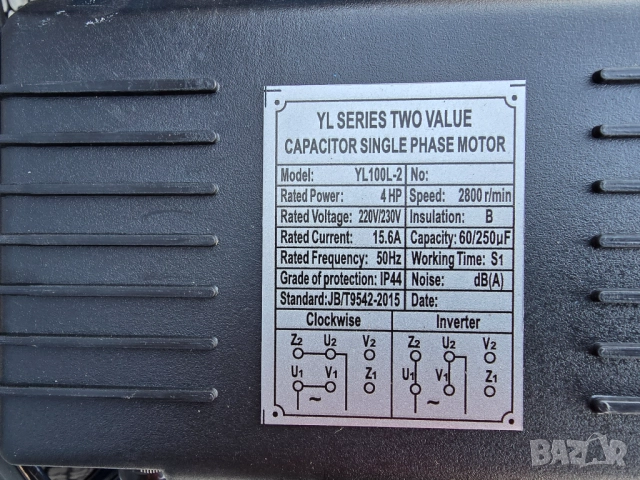 YL SERIES TWO VALUE
CAPACITOR SINGLE PHASE MOTOR
Model: YL100L-2 No:
Rated Power: 4 HP Speed: 2800 r/min
Rated Voltage: 220V/230V Insulation: B
Rated Current: 15.6A Capacity: 60/250μF
Rated Frequency: 50Hz Working Time: S1
Grade of protection: IP44 Noise: dB(A)
Standard:JB/T9542-2015 Date:
Clockwise Inverter
Z2 U2 V2 Z2 U2 V2
U1 V1 Z1 U1 V1 Z1
~ ~
BAZAR